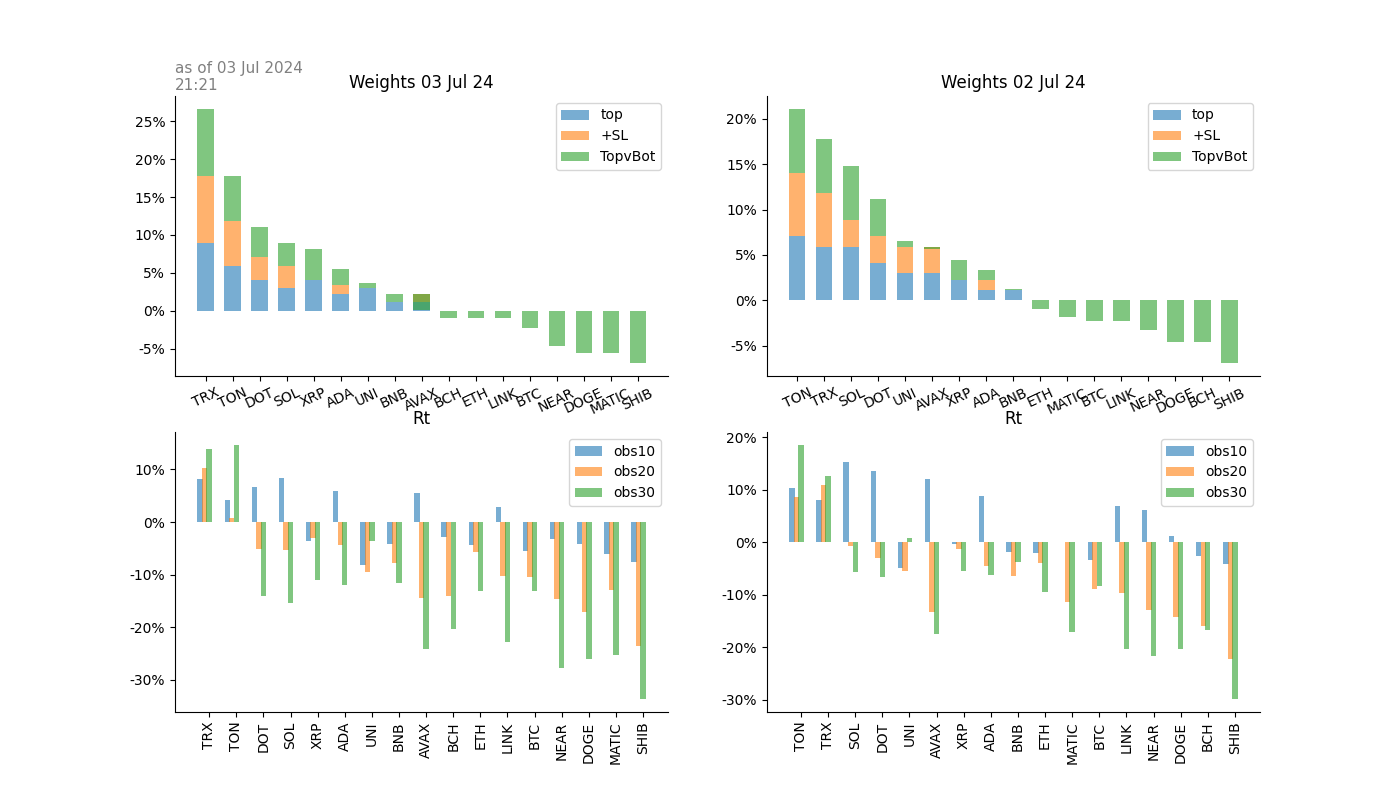 as of 03 Jul 2024
21:21
Weights 03 Jul 24
25%
20%
15%
10%
5%
0%
-5%
top
+SL
TopvBot
TRX TON DOT SOL XRP ADA UNI BNB AVAX BCH ETH LINK BTC NEAR DOGE MATIC SHIB
Weights 02 Jul 24
20%
15%
10%
5%
0%
-5%
top
+SL
TopvBot
TON TRX SOL DOT UNI AVAX XRP ADA BNB ETH MATIC BTC LINK NEAR DOGE BCH SHIB
Rt
10%
0%
-10%
-20%
-30%
obs10
obs20
obs30
TRX TON DOT SOL XRP ADA UNI BNB AVAX BCH ETH LINK BTC NEAR DOGE MATIC SHIB
Rt
20%
10%
0%
-10%
-20%
-30%
obs10
obs20
obs30
TON TRX SOL DOT UNI AVAX XRP ADA BNB ETH MATIC BTC LINK NEAR DOGE BCH SHIB